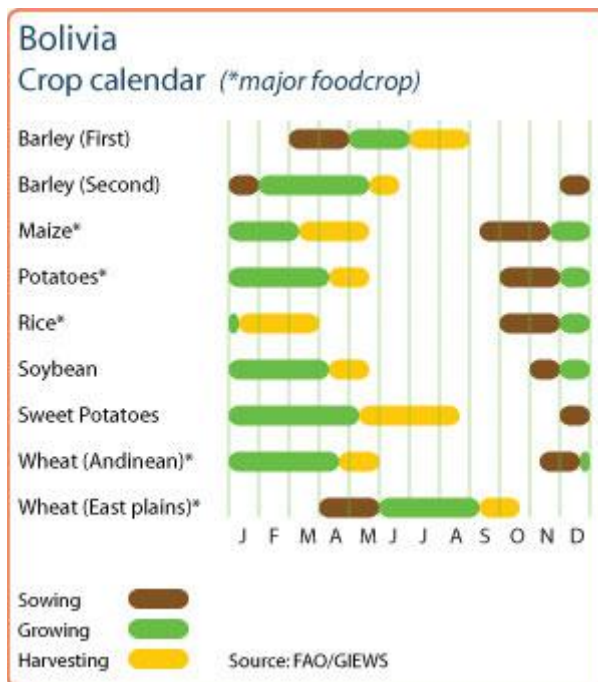 Bolivia
Crop calendar (*major foodcrop)
Barley (First)
Barley (Second)
Maize*
Potatoes*
Rice*
Soybean
Sweet Potatoes
Wheat (Andinean)*
Wheat (East plains)*
J F M A M J J A S O N D
Sowing
Growing
Harvesting Source: FAO/GIEWS